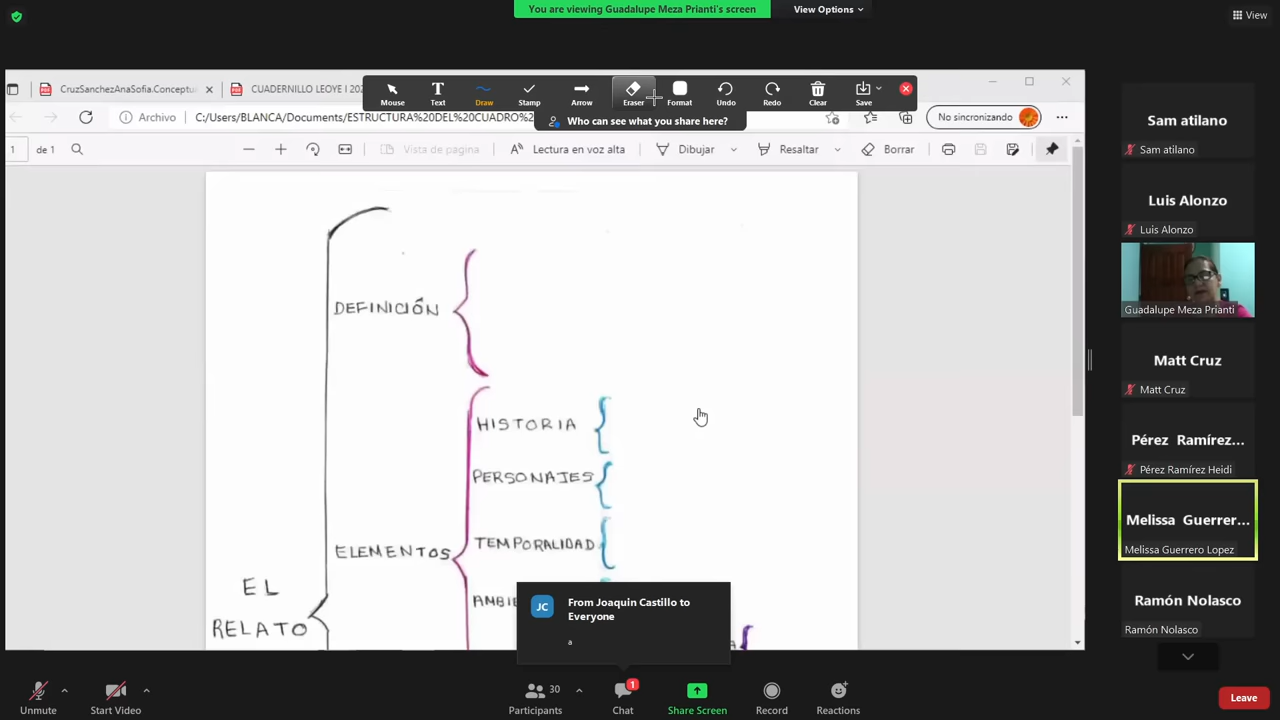 You are viewing Guadalupe Meza Prianti's screen
View Options
View
CruzSanchezAnaSofia.Conceptua
CUADERNILLO LEOYE I 202
Mouse
Text
Draw
Stamp
Arrow
Eraser
Format
Undo
Redo
Clear
Save
Archivo
C:/Users/BLANCA/Documents/ESTRUCTURA%20DEL%20CUADRO%2
Who can see what you share here?
No sincronizando
1
de 1
Vista de página
Lectura en voz alta
Dibujar
Resaltar
Borrar
DEFINICIÓN
HISTORIA
PERSONAJES
TEMPORALIDAD
ELEMENTOS
AMBIE
EL
RELATO
A
JC
From Joaquin Castillo to
Everyone
a
Sam atilano
Sam atilano
Luis Alonzo
Luis Alonzo
Guadalupe Meza Prianti
Matt Cruz
Matt Cruz
Pérez Ramírez...
Pérez Ramírez Heidi
Melissa Guerrer...
Melissa Guerrero Lopez
Ramón Nolasco
Ramón Nolasco
Unmute
Start Video
30
Participants
1
Chat
Share Screen
Record
Reactions
Leave